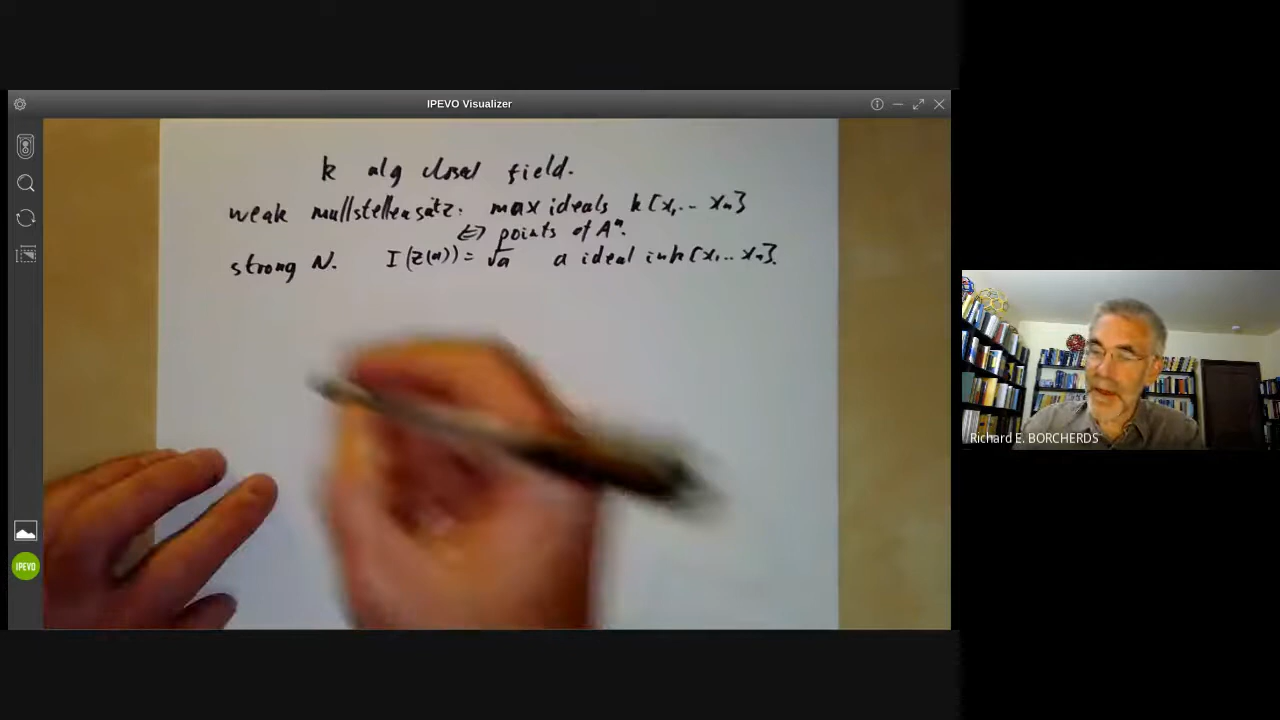 IPEVO Visualizer
k alg closed field.
weak nullstellensatz. max ideals k[x₁... xₙ]
⇔ points of Aⁿ.
strong N. I(Z(a)) = √a a ideal in k[x₁.. xₙ].
IPEVO
Richard E. BORCHERDS